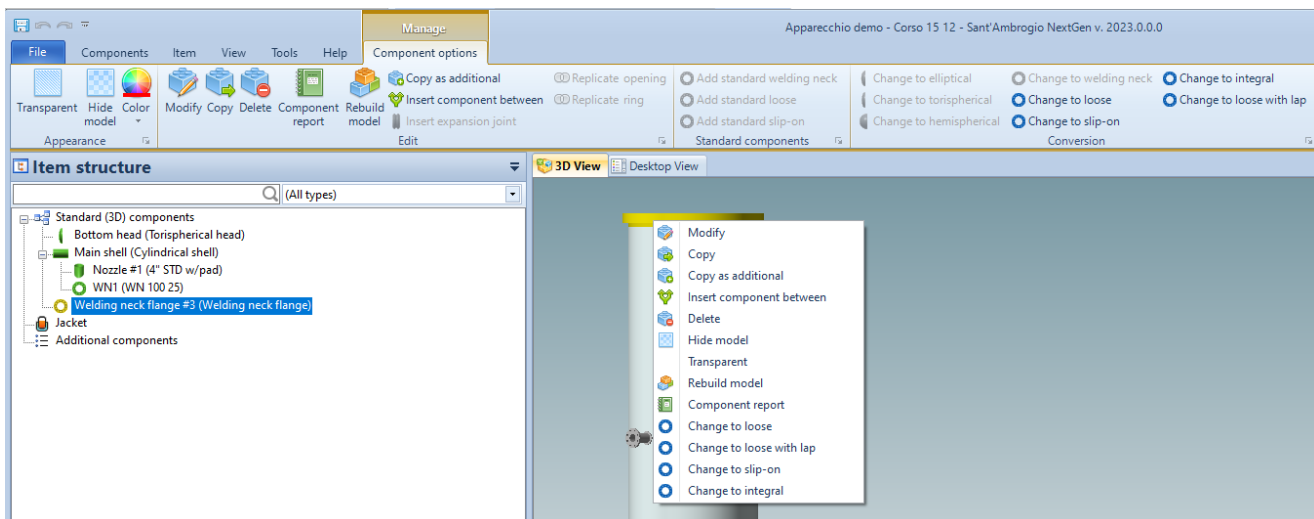 Manage
Apparecchio demo - Corso 15 12 - Sant'Ambrogio NextGen v. 2023.0.0.0
File Components Item View Tools Help Component options
Transparent Hide model Color Modify Copy Delete Component report Rebuild model
Copy as additional
Insert component between
Insert expansion joint
Replicate opening
Replicate ring
Add standard welding neck
Add standard loose
Add standard slip-on
Change to elliptical
Change to torispherical
Change to hemispherical
Change to welding neck
Change to loose
Change to slip-on
Change to integral
Change to loose with lap
Appearance Edit Standard components Conversion
Item structure
(All types)
Standard (3D) components
Bottom head (Torispherical head)
Main shell (Cylindrical shell)
Nozzle #1 (4" STD w/pad)
WN1 (WN 100 25)
Welding neck flange #3 (Welding neck flange)
Jacket
Additional components
3D View Desktop View
Modify
Copy
Copy as additional
Insert component between
Delete
Hide model
Transparent
Rebuild model
Component report
Change to loose
Change to loose with lap
Change to slip-on
Change to integral